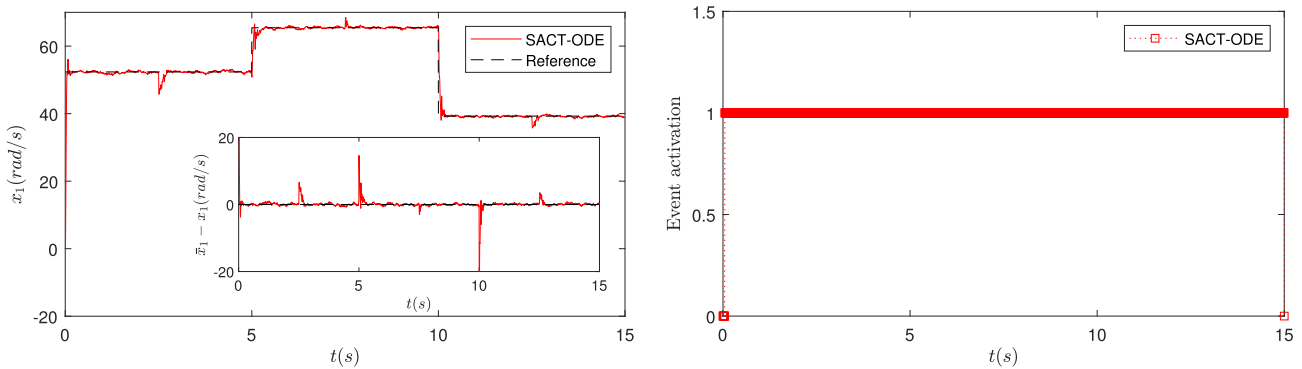 60
40
20
0
-20
0
5
10
15
x₁(rad/s)
t(s)
SACT-ODE
Reference
20
0
-20
0
5
10
15
x̄₁ − x₁(rad/s)
t(s)
1.5
1
0.5
0
0
5
10
15
Event activation
t(s)
SACT-ODE